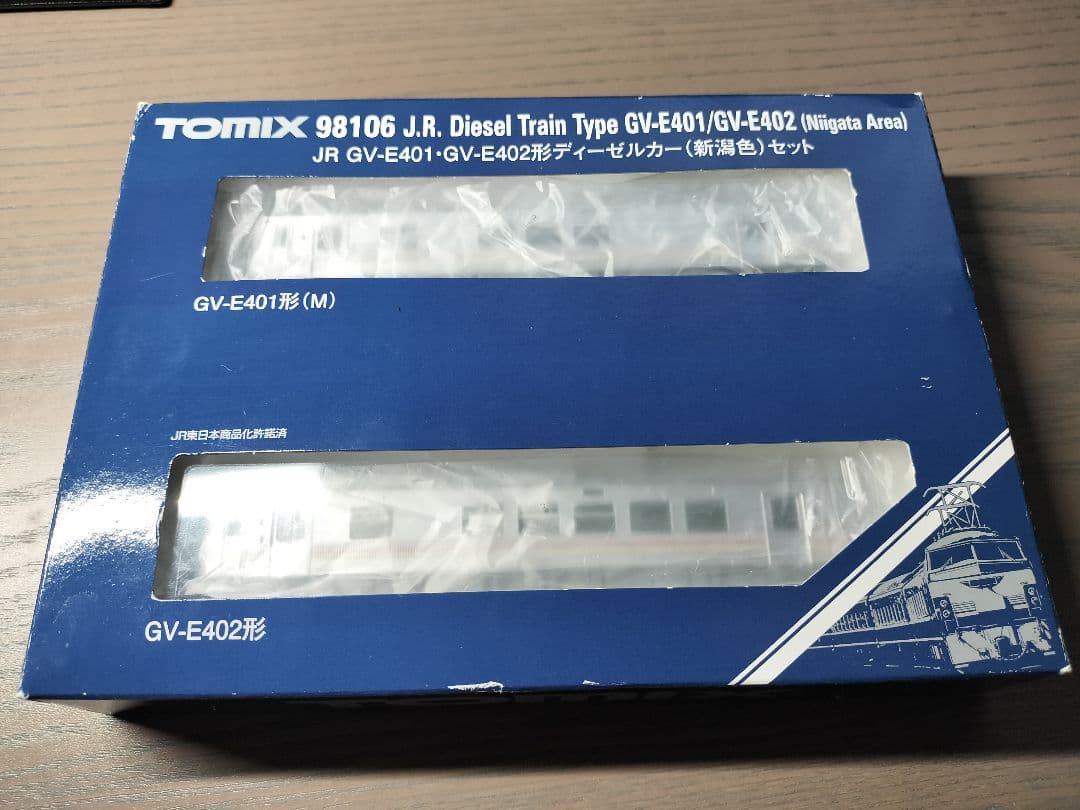 TOMIX 98106 J.R. Diesel Train Type GV-E401/GV-E402 (Niigata Area)
JR GV-E401・GV-E402形ディーゼルカー(新潟色)セット
GV-E401形(M)
JR東日本商品化許諾済
GV-E402形